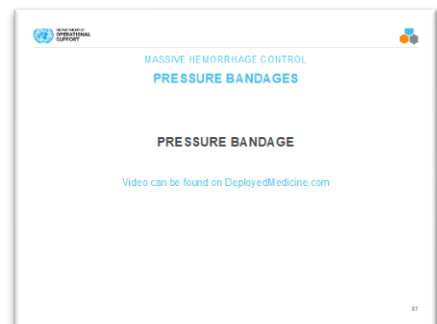 DEPARTMENT OF
OPERATIONAL
SUPPORT
MASSIVE HEMORRHAGE CONTROL
PRESSURE BANDAGES
PRESSURE BANDAGE
Video can be found on DeployedMedicine.com
37